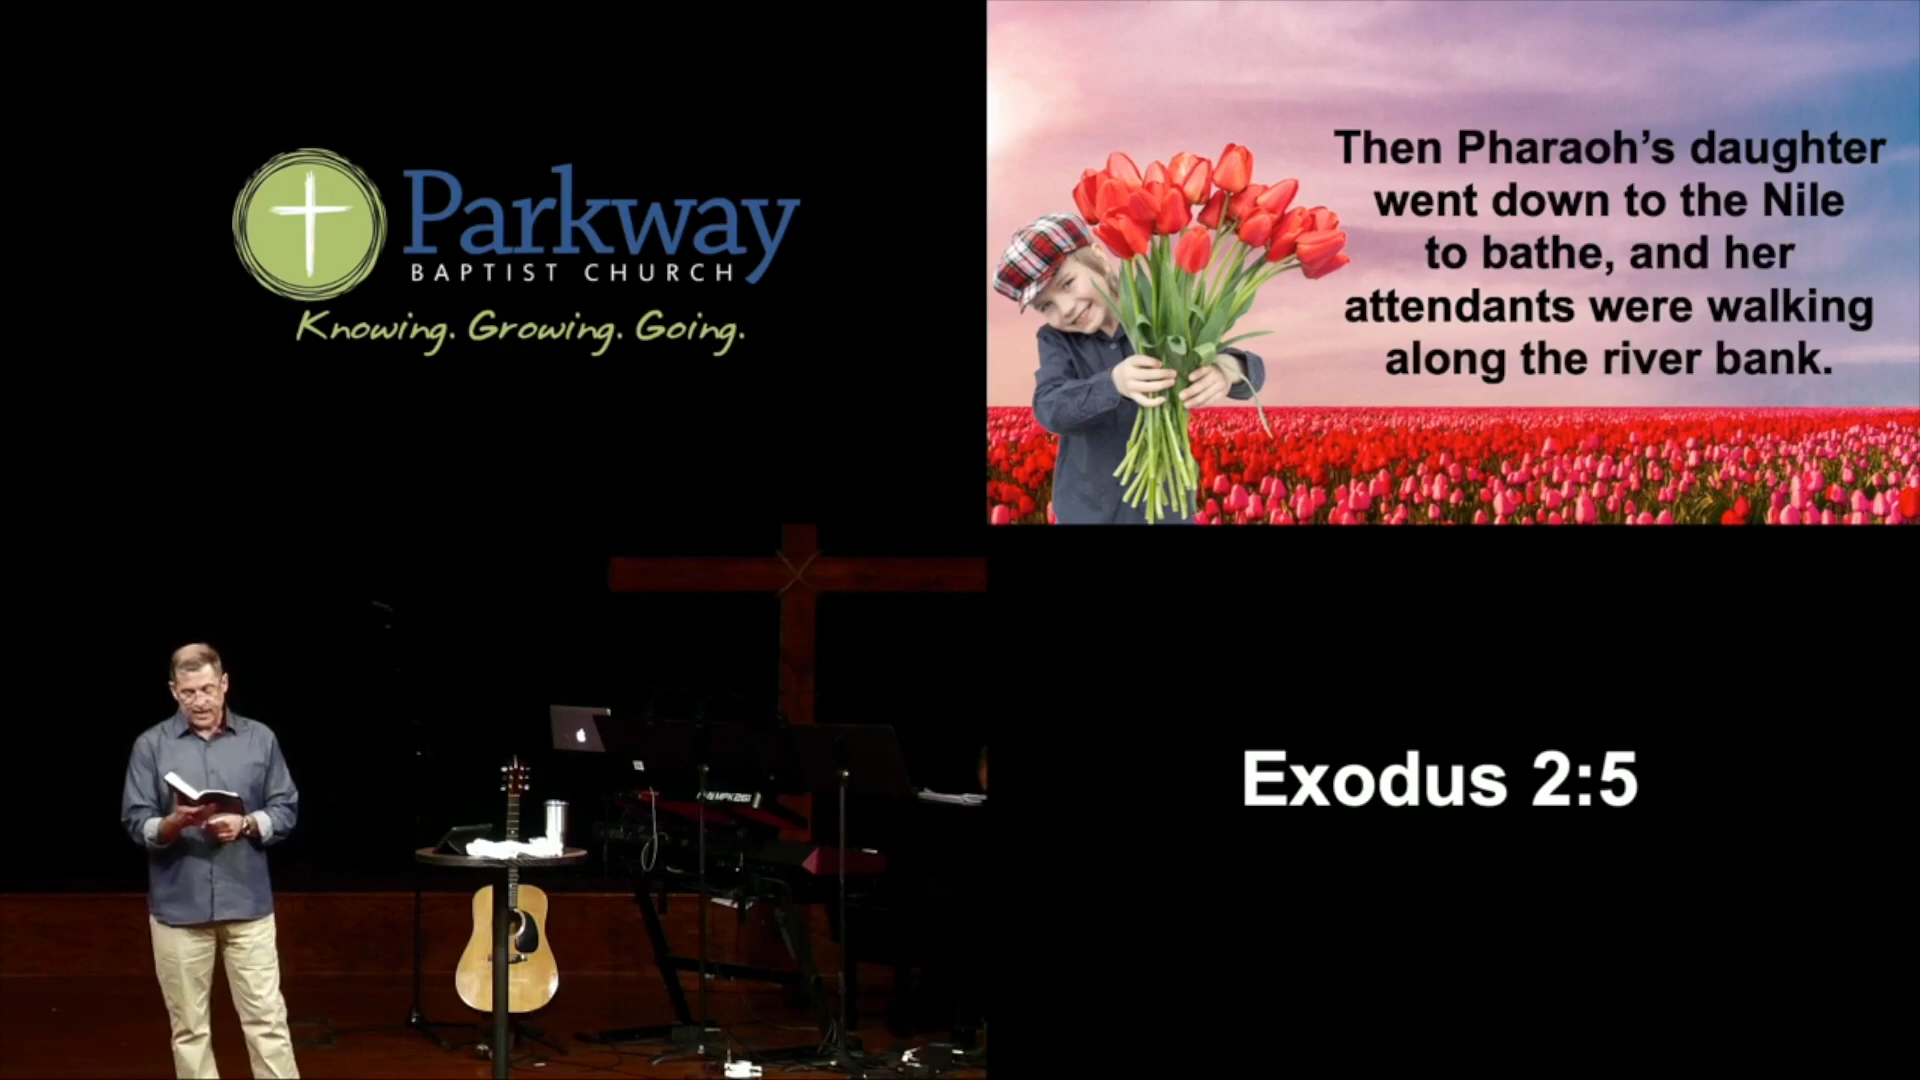 Parkway
BAPTIST CHURCH
Knowing. Growing. Going.
Then Pharaoh’s daughter
went down to the Nile
to bathe, and her
attendants were walking
along the river bank.
Exodus 2:5